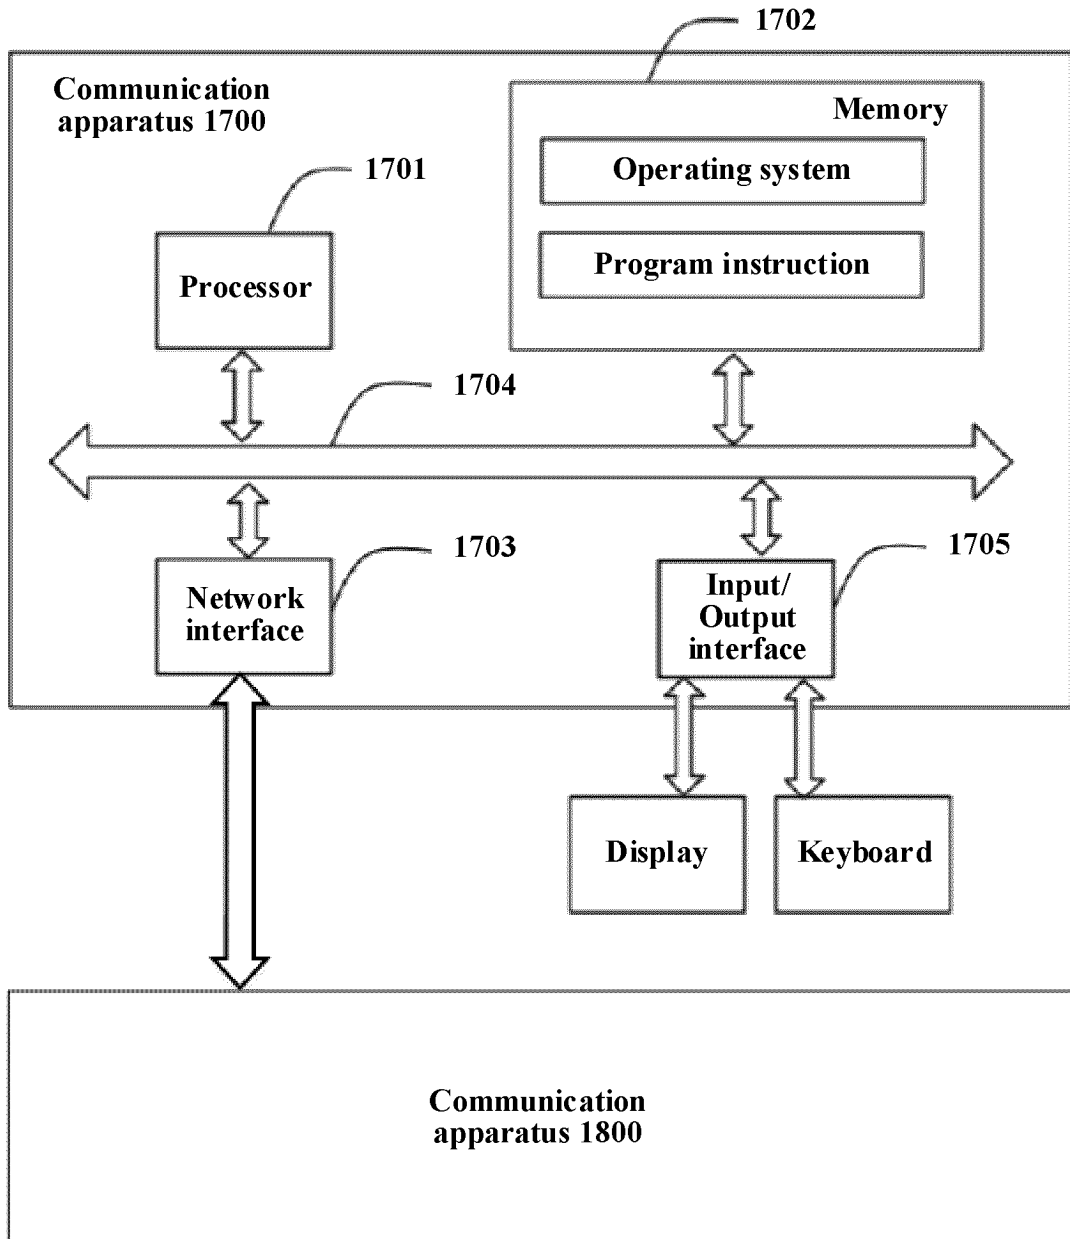 1702
Communication
apparatus 1700
Memory
Operating system
1701
Program instruction
Processor
1704
1703
1705
Network
interface
Input/
Output
interface
Display
Keyboard
Communication
apparatus 1800